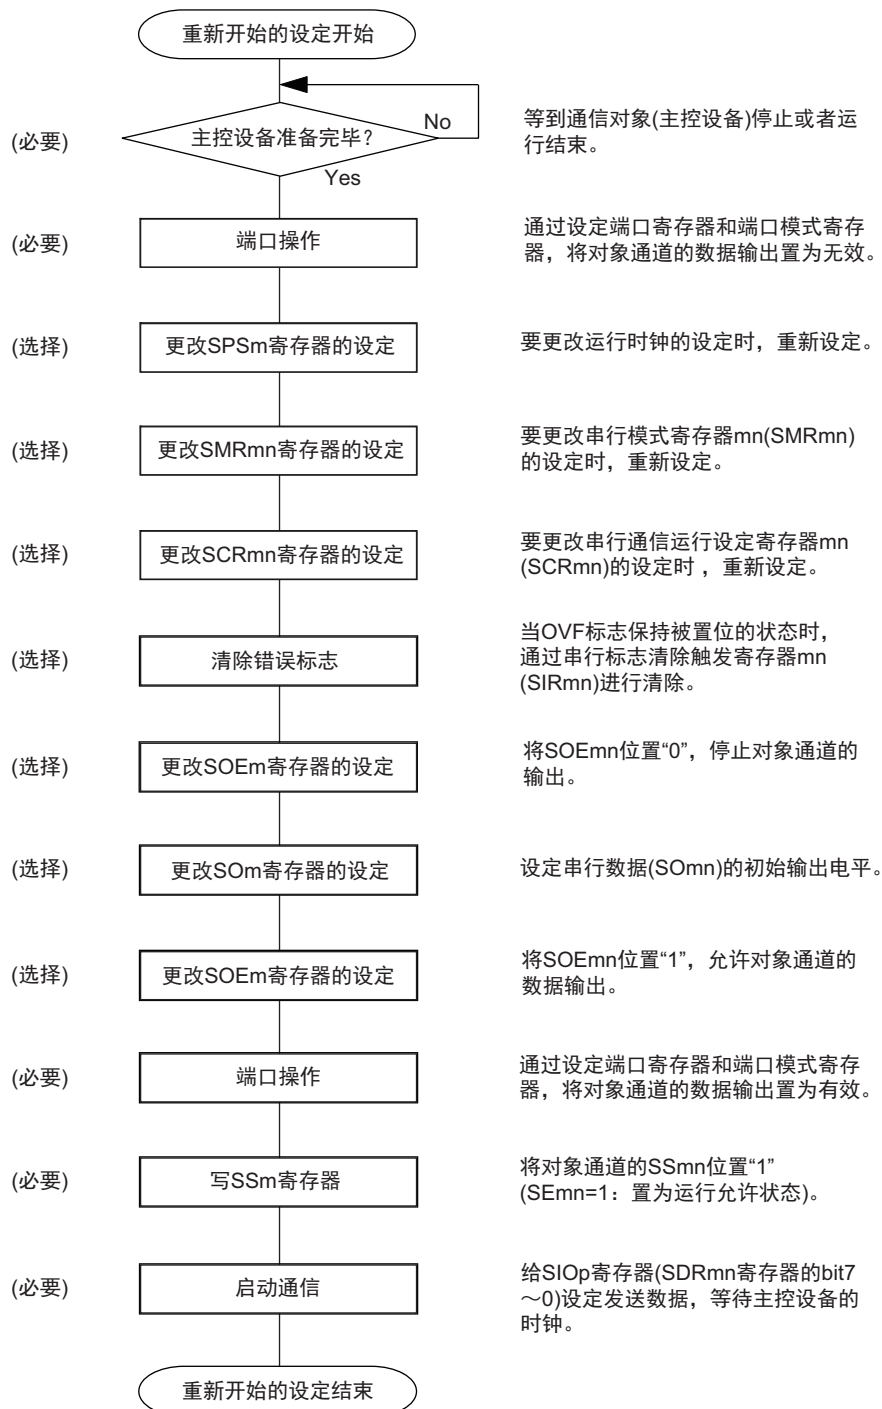 重新开始的设定开始
No
(必要)
主控设备准备完毕？
等到通信对象(主控设备)停止或者运
行结束。
Yes
(必要)
端口操作
通过设定端口寄存器和端口模式寄存
器，将对象通道的数据输出置为无效。
(选择)
更改SPSm寄存器的设定
要更改运行时钟的设定时，重新设定。
(选择)
更改SMRmn寄存器的设定
要更改串行模式寄存器mn(SMRmn)
的设定时，重新设定。
(选择)
更改SCRmn寄存器的设定
要更改串行通信运行设定寄存器mn
(SCRmn)的设定时 ，重新设定。
(选择)
清除错误标志
当OVF标志保持被置位的状态时，
通过串行标志清除触发寄存器mn
(SIRmn)进行清除。
(选择)
更改SOEm寄存器的设定
将SOEmn位置“0”，停止对象通道的
输出。
(选择)
更改SOm寄存器的设定
设定串行数据(SOmn)的初始输出电平。
(选择)
更改SOEm寄存器的设定
将SOEmn位置“1”，允许对象通道的
数据输出。
(必要)
端口操作
通过设定端口寄存器和端口模式寄存
器，将对象通道的数据输出置为有效。
(必要)
写SSm寄存器
将对象通道的SSmn位置“1”
(SEmn=1：置为运行允许状态)。
(必要)
启动通信
给SIOp寄存器(SDRmn寄存器的bit7
～0)设定发送数据，等待主控设备的
时钟。
重新开始的设定结束